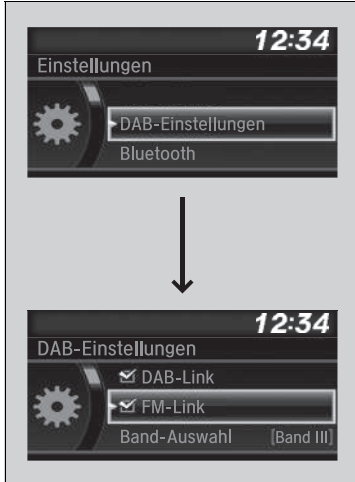 12:34
Einstellungen
DAB-Einstellungen
Bluetooth
12:34
DAB-Einstellungen
DAB-Link
FM-Link
Band-Auswahl [Band III]